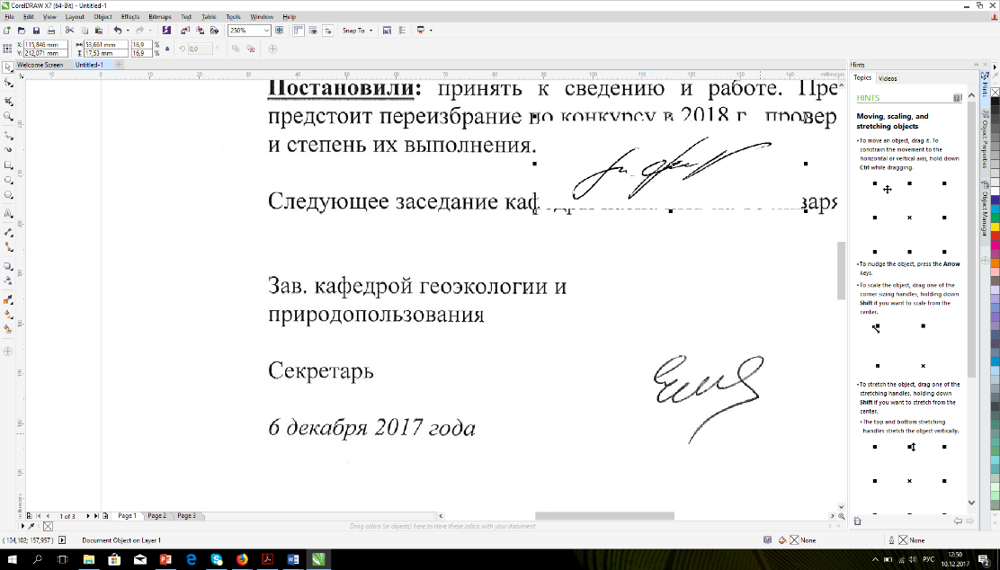 CorelDRAW X7 (64-Bit) - Untitled-1
File Edit View Layout Object Effects Bitmaps Text Table Tools Window Help
250% Snap To
X: 115,846 mm 53,661 mm 16,9 %
Y: 212,071 mm 17,53 mm 16,9 % 0,0
Welcome Screen Untitled-1
Hints
Topics Videos
HINTS
Moving, scaling, and
stretching objects
• To move an object, drag it. To
constrain the movement to the
horizontal or vertical axis, hold down
Ctrl while dragging.
• To nudge the object, press the Arrow
keys.
• To scale the object, drag one of the
corner sizing handles, holding down
Shift if you want to scale from the
center.
• To stretch the object, drag one of the
stretching handles, holding down
Shift if you want to stretch from the
center.
• The top and bottom stretching
handles stretch the object vertically.
Hints
Object Properties
Object Manager
millimeters
millimeters
Постановили: принять к сведению и работе. Пре
предстоит переизбрание по конкурсу в 2018 г., провер
и степень их выполнения.
Следующее заседание каф
варя
Зав. кафедрой геоэкологии и
природопользования
Секретарь
6 декабря 2017 года
1 of 3 Page 1 Page 2 Page 3
Drag colors (or objects) here to store these colors with your document
(134,102; 157,957) Document Object on Layer 1 None None
РУС 12:50
10.12.2017 2